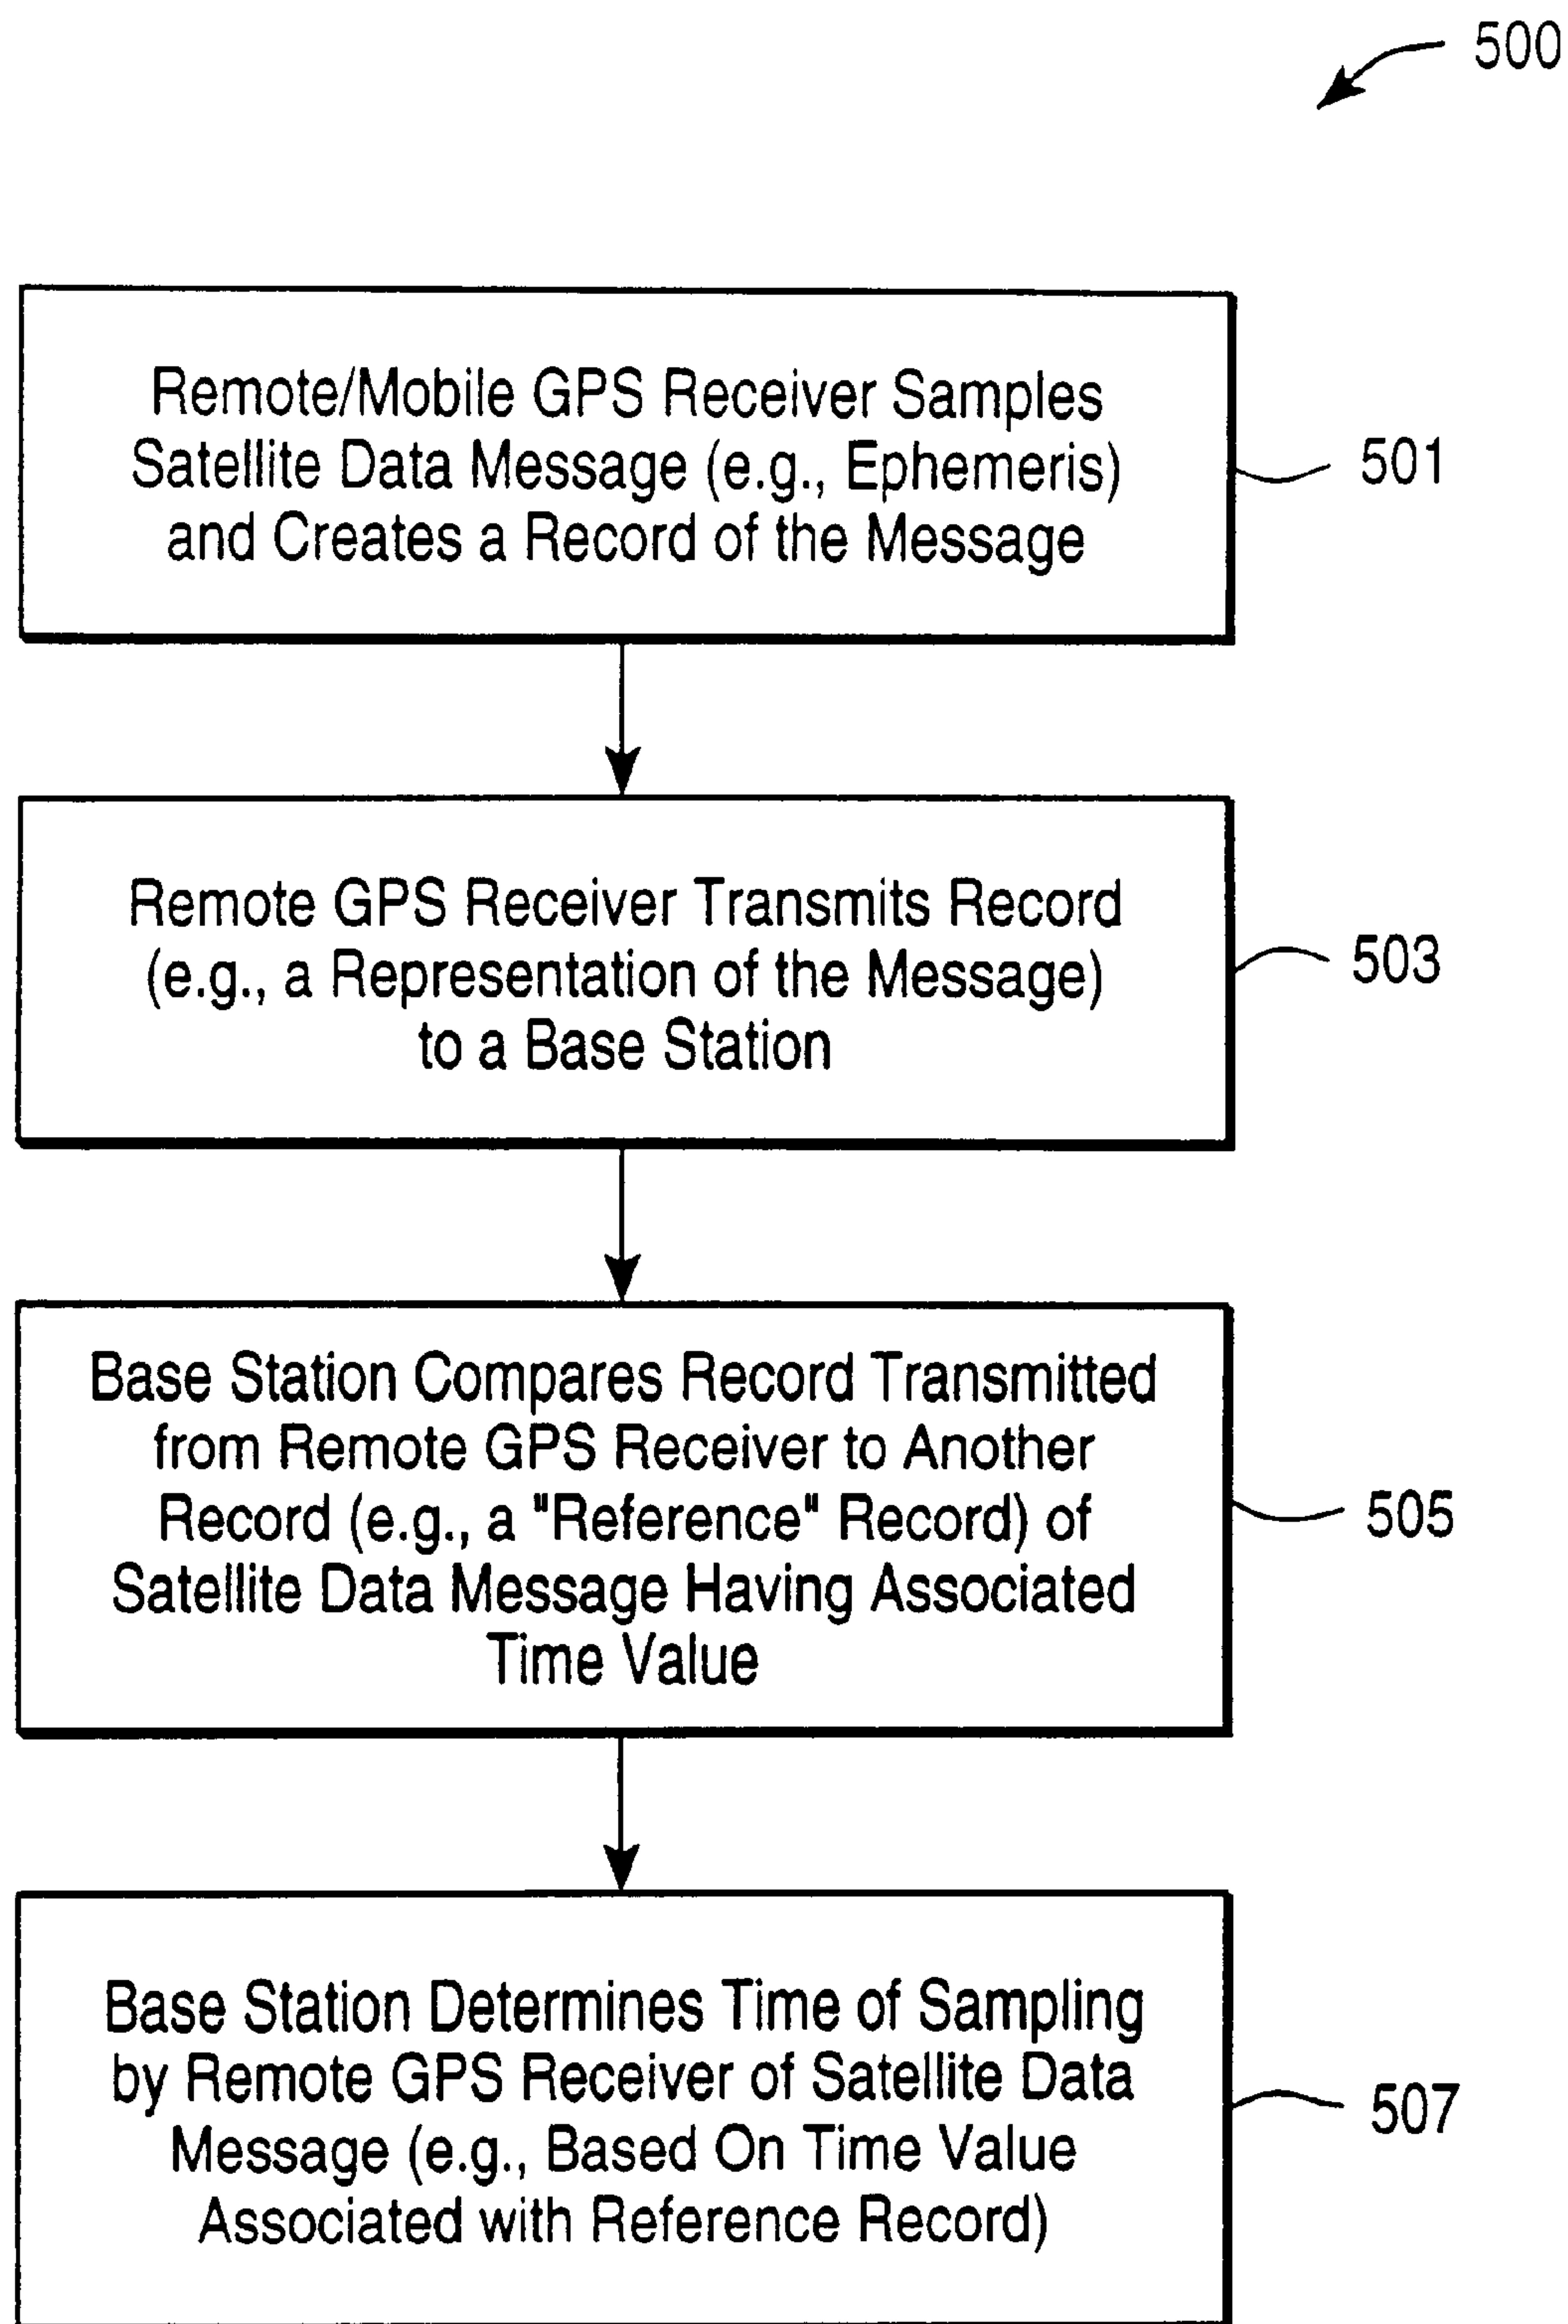 500
Remote/Mobile GPS Receiver Samples
Satellite Data Message (e.g., Ephemeris)
and Creates a Record of the Message
501
Remote GPS Receiver Transmits Record
(e.g., a Representation of the Message)
to a Base Station
503
Base Station Compares Record Transmitted
from Remote GPS Receiver to Another
Record (e.g., a "Reference" Record) of
Satellite Data Message Having Associated
Time Value
505
Base Station Determines Time of Sampling
by Remote GPS Receiver of Satellite Data
Message (e.g., Based On Time Value
Associated with Reference Record)
507